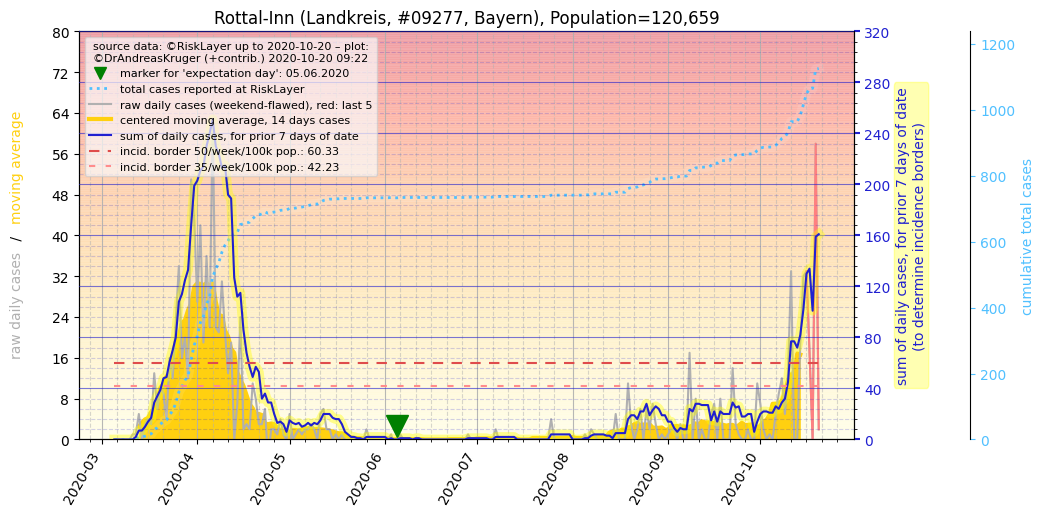 Rottal-Inn (Landkreis, #09277, Bayern), Population=120,659
source data: ©RiskLayer up to 2020-10-20 – plot:
©DrAndreasKruger (+contrib.) 2020-10-20 09:22
marker for 'expectation day': 05.06.2020
total cases reported at RiskLayer
raw daily cases (weekend-flawed), red: last 5
centered moving average, 14 days cases
sum of daily cases, for prior 7 days of date
incid. border 50/week/100k pop.: 60.33
incid. border 35/week/100k pop.: 42.23
raw daily cases / moving average
80
72
64
56
48
40
32
24
16
8
0
2020-03
2020-04
2020-05
2020-06
2020-07
2020-08
2020-09
2020-10
320
280
240
200
160
120
80
40
0
sum of daily cases, for prior 7 days of date
(to determine incidence borders)
1200
1000
800
600
400
200
0
cumulative total cases